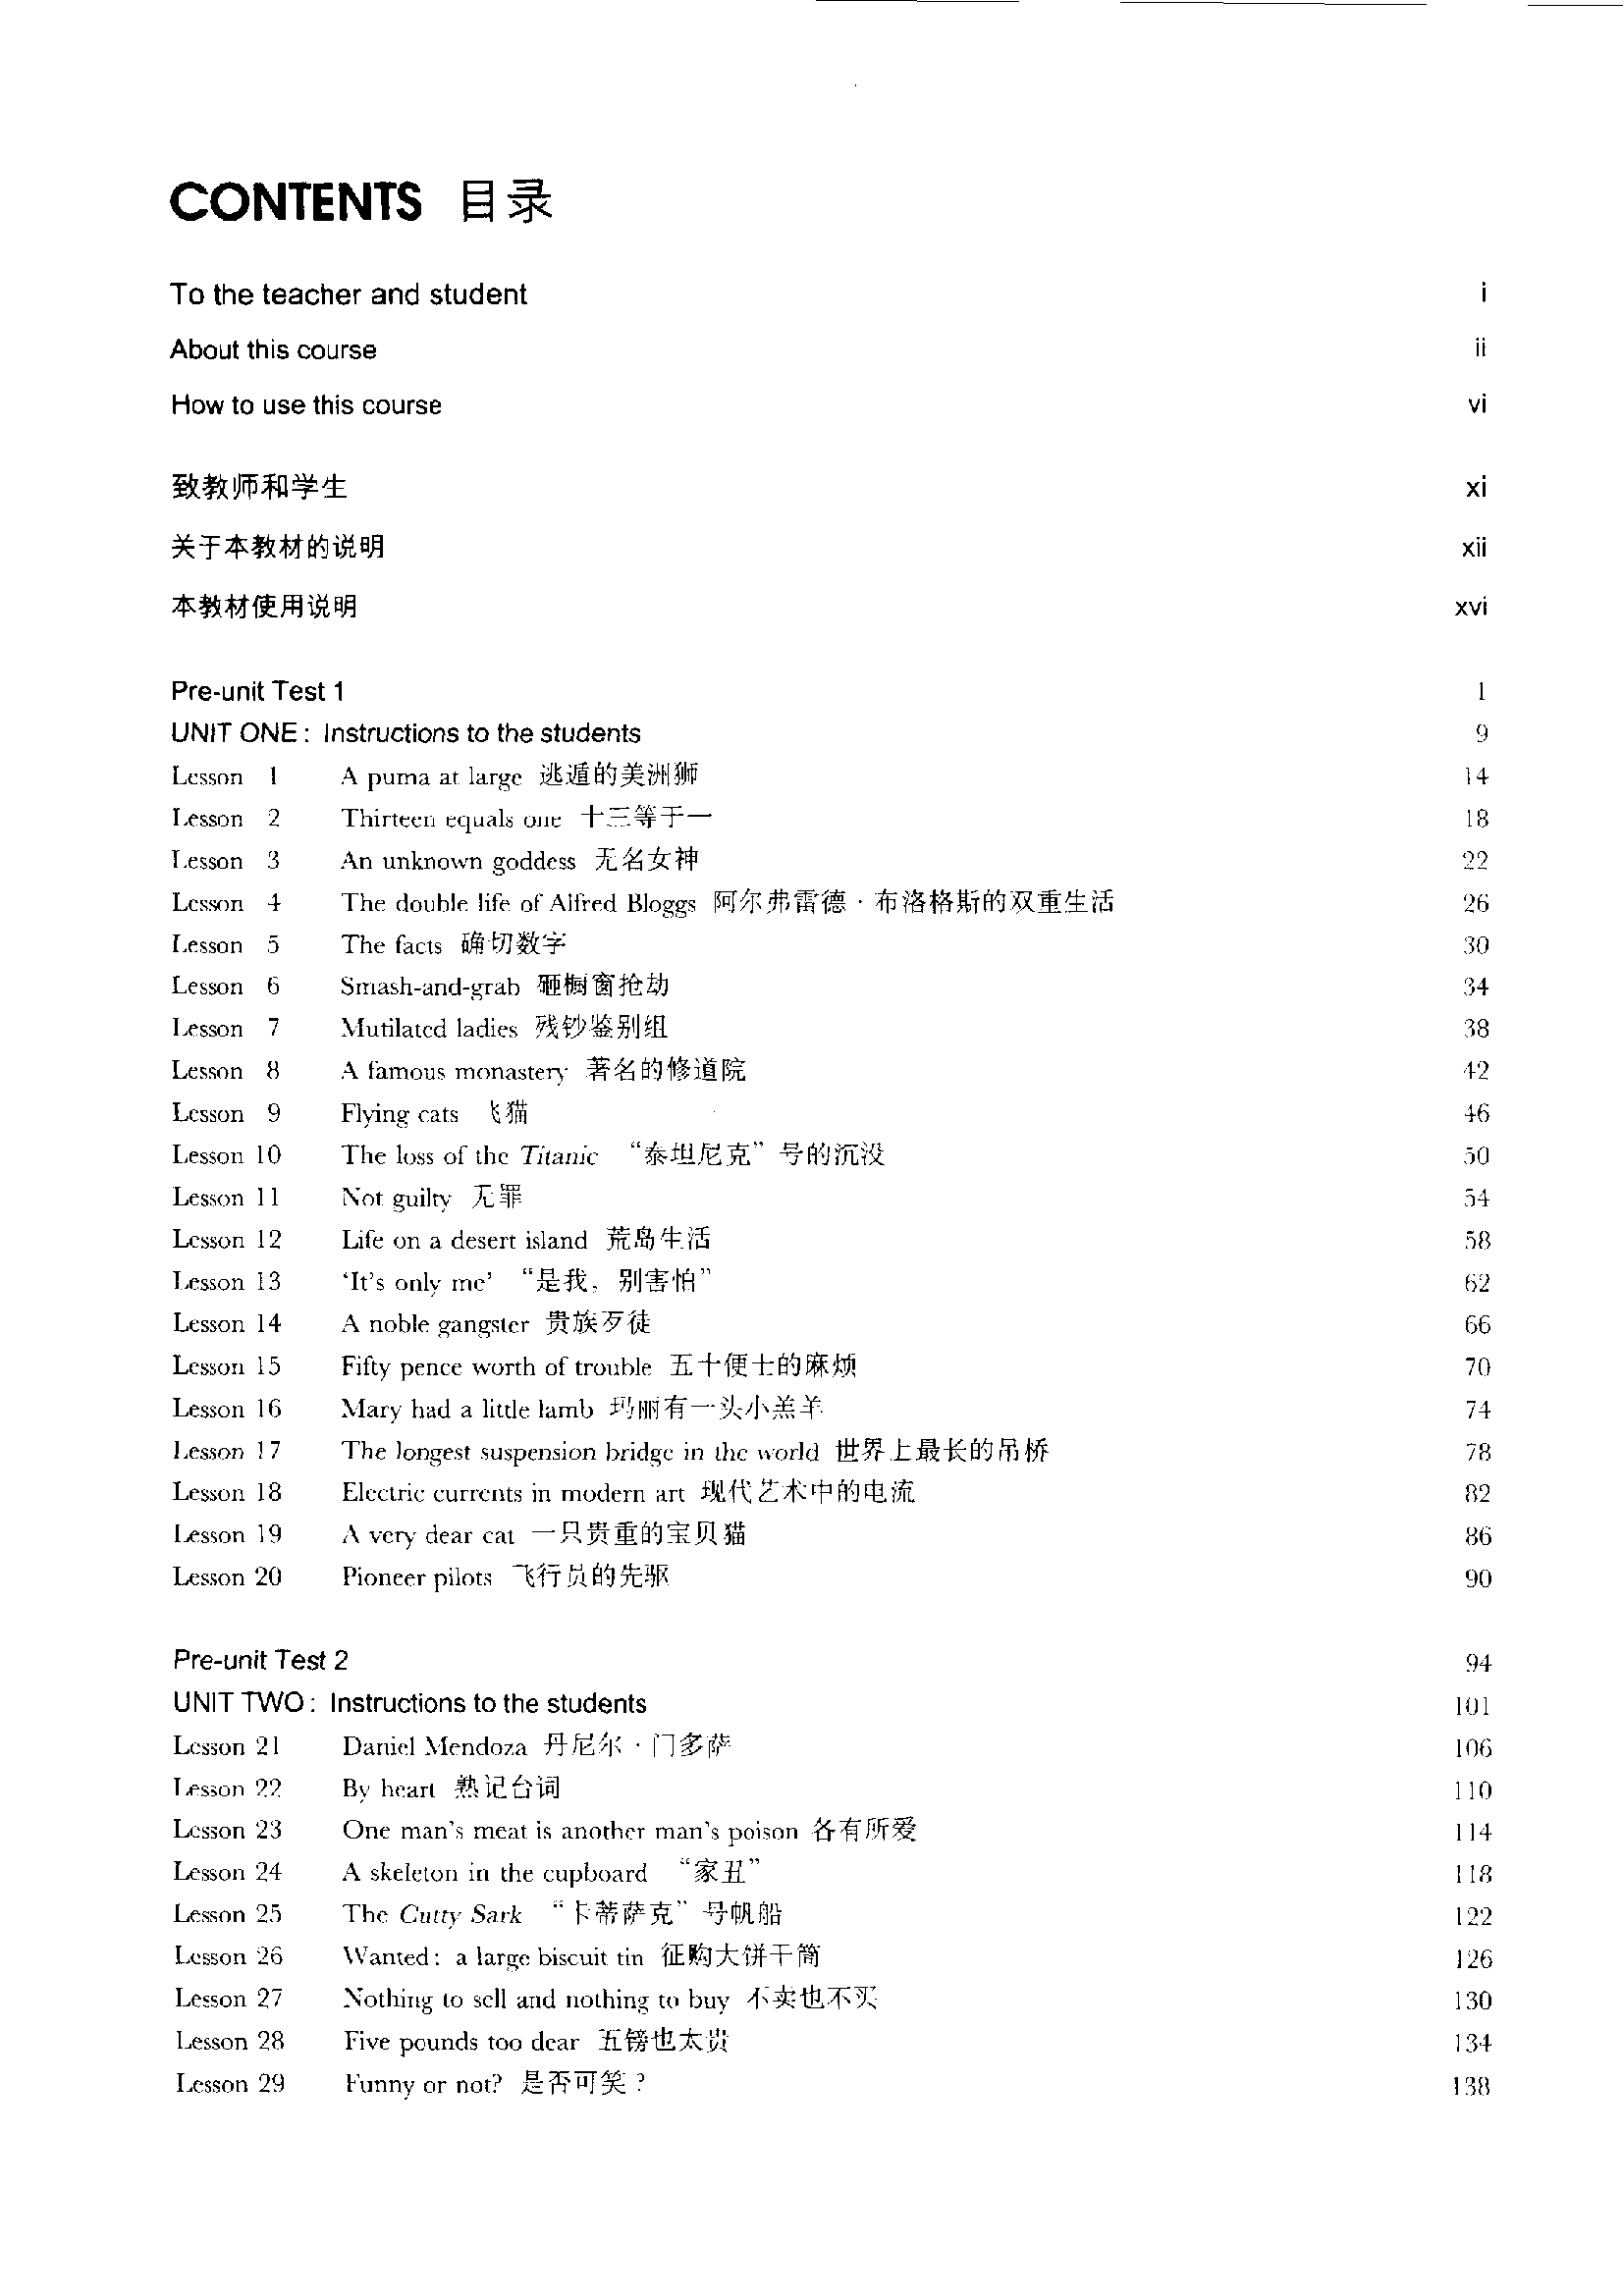 CONTENTS 目录
To the teacher and student i
About this course ii
How to use this course vi
致教师和学生 xi
关于本教材的说明 xii
本教材使用说明 xvi
Pre-unit Test 1 1
UNIT ONE: Instructions to the students 9
Lesson 1 A puma at large 逃遁的美洲狮 14
Lesson 2 Thirteen equals one 十三等于一 18
Lesson 3 An unknown goddess 无名女神 22
Lesson 4 The double life of Alfred Bloggs 阿尔弗雷德·布洛格斯的双重生活 26
Lesson 5 The facts 确切数字 30
Lesson 6 Smash-and-grab 砸橱窗抢劫 34
Lesson 7 Mutilated ladies 残钞鉴别组 38
Lesson 8 A famous monastery 著名的修道院 42
Lesson 9 Flying cats 飞猫 46
Lesson 10 The loss of the Titanic “泰坦尼克”号的沉没 50
Lesson 11 Not guilty 无罪 54
Lesson 12 Life on a desert island 荒岛生活 58
Lesson 13 ‘It’s only me’ “是我，别害怕” 62
Lesson 14 A noble gangster 贵族歹徒 66
Lesson 15 Fifty pence worth of trouble 五十便士的麻烦 70
Lesson 16 Mary had a little lamb 玛丽有一头小羔羊 74
Lesson 17 The longest suspension bridge in the world 世界上最长的吊桥 78
Lesson 18 Electric currents in modern art 现代艺术中的电流 82
Lesson 19 A very dear cat 一只贵重的宝贝猫 86
Lesson 20 Pioneer pilots 飞行员的先驱 90
Pre-unit Test 2 94
UNIT TWO: Instructions to the students 101
Lesson 21 Daniel Mendoza 丹尼尔·门多萨 106
Lesson 22 By heart 熟记台词 110
Lesson 23 One man’s meat is another man’s poison 各有所爱 114
Lesson 24 A skeleton in the cupboard “家丑” 118
Lesson 25 The Cutty Sark “卡蒂萨克”号帆船 122
Lesson 26 Wanted: a large biscuit tin 征购大饼干筒 126
Lesson 27 Nothing to sell and nothing to buy 不卖也不买 130
Lesson 28 Five pounds too dear 五镑也太贵 134
Lesson 29 Funny or not? 是否可笑？ 138